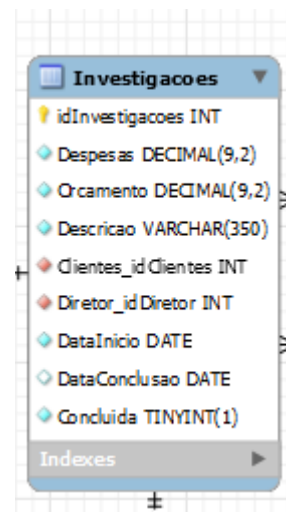 Investigacoes
idInvestigacoes INT
Despesas DECIMAL(9,2)
Orcamento DECIMAL(9,2)
Descricao VARCHAR(350)
Clientes_idClientes INT
Diretor_idDiretor INT
DataInicio DATE
DataConclusao DATE
Concluida TINYINT(1)
Indexes